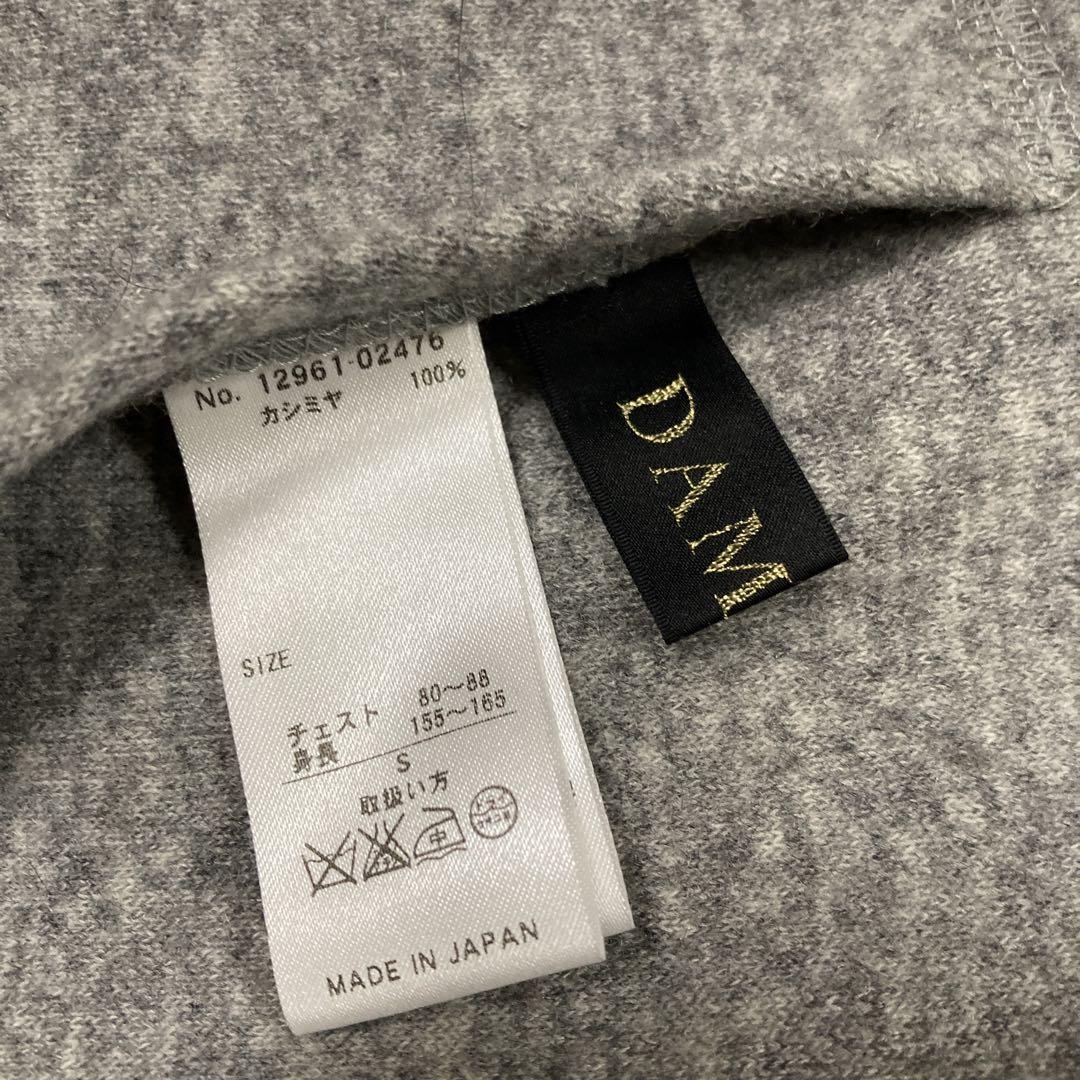 No. 12961-02476
カシミヤ 100%
SIZE
チェスト 80～88
身長 155～165
S
取扱い方
中
MADE IN JAPAN
DAM